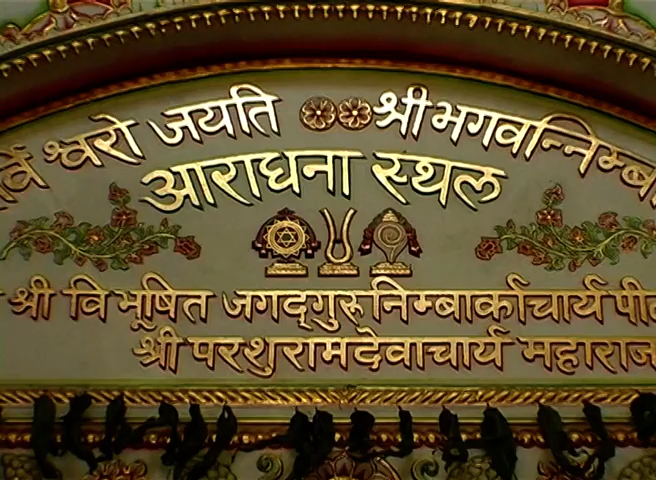 र्वेश्वरो जयति श्रीभगवन्निम्बा
आराधना स्थल
श्री विभूषित जगद्गुरु निम्बार्काचार्य पी
श्री परशुरामदेवाचार्य महाराज